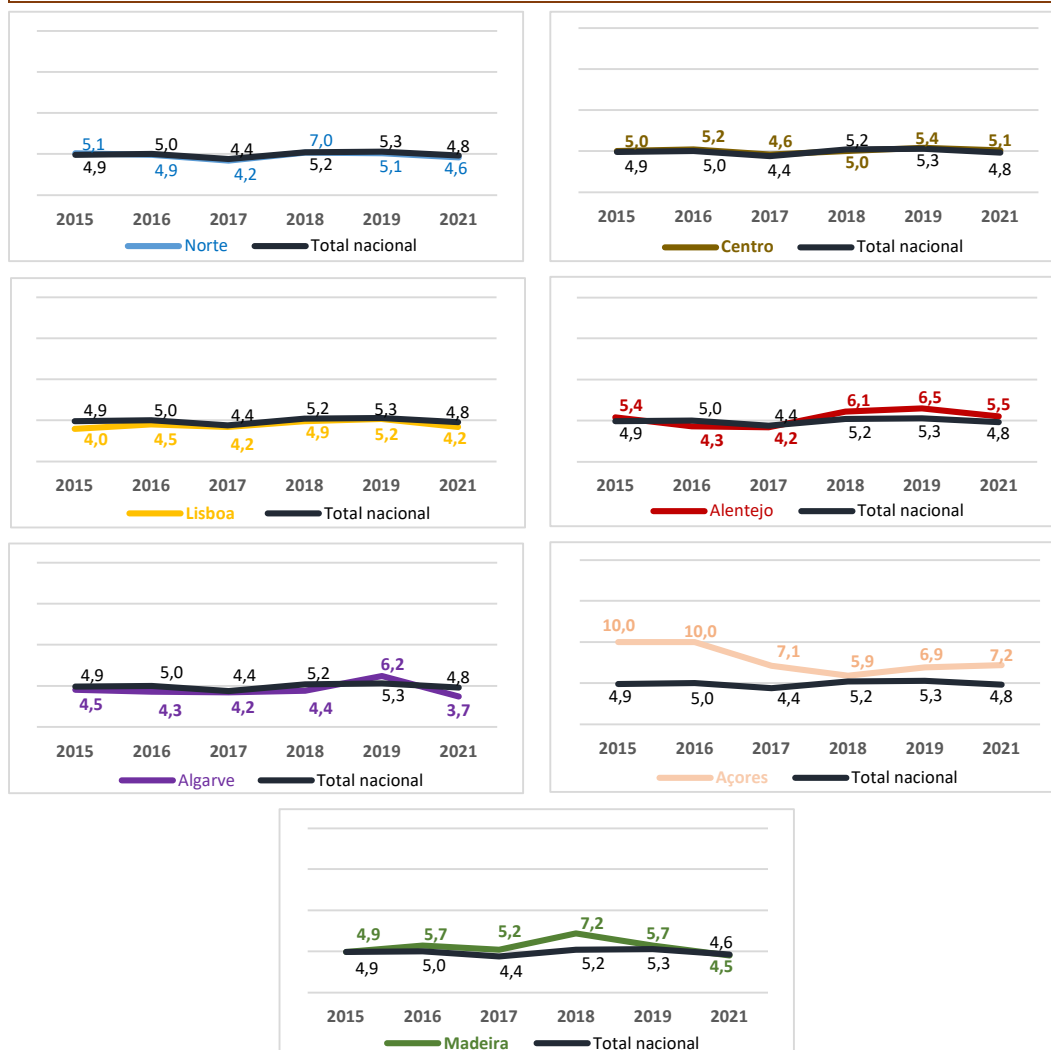 5,1 5,0 4,4 7,0 5,3 4,8
4,9 4,9 4,2 5,2 5,1 4,6
2015 2016 2017 2018 2019 2021
Norte Total nacional
5,0 5,2 4,6 5,2 5,4 5,1
4,9 5,0 4,4 5,0 5,3 4,8
2015 2016 2017 2018 2019 2021
Centro Total nacional
4,9 5,0 4,4 5,2 5,3 4,8
4,0 4,5 4,2 4,9 5,2 4,2
2015 2016 2017 2018 2019 2021
Lisboa Total nacional
5,4 5,0 4,4 6,1 6,5 5,5
4,9 4,3 4,2 5,2 5,3 4,8
2015 2016 2017 2018 2019 2021
Alentejo Total nacional
4,9 5,0 4,4 5,2 6,2 4,8
4,5 4,3 4,2 4,4 5,3 3,7
2015 2016 2017 2018 2019 2021
Algarve Total nacional
10,0 10,0 7,1 5,9 6,9 7,2
4,9 5,0 4,4 5,2 5,3 4,8
2015 2016 2017 2018 2019 2021
Açores Total nacional
4,9 5,7 5,2 7,2 5,7 4,6
4,9 5,0 4,4 5,2 5,3 4,5
2015 2016 2017 2018 2019 2021
Madeira Total nacional